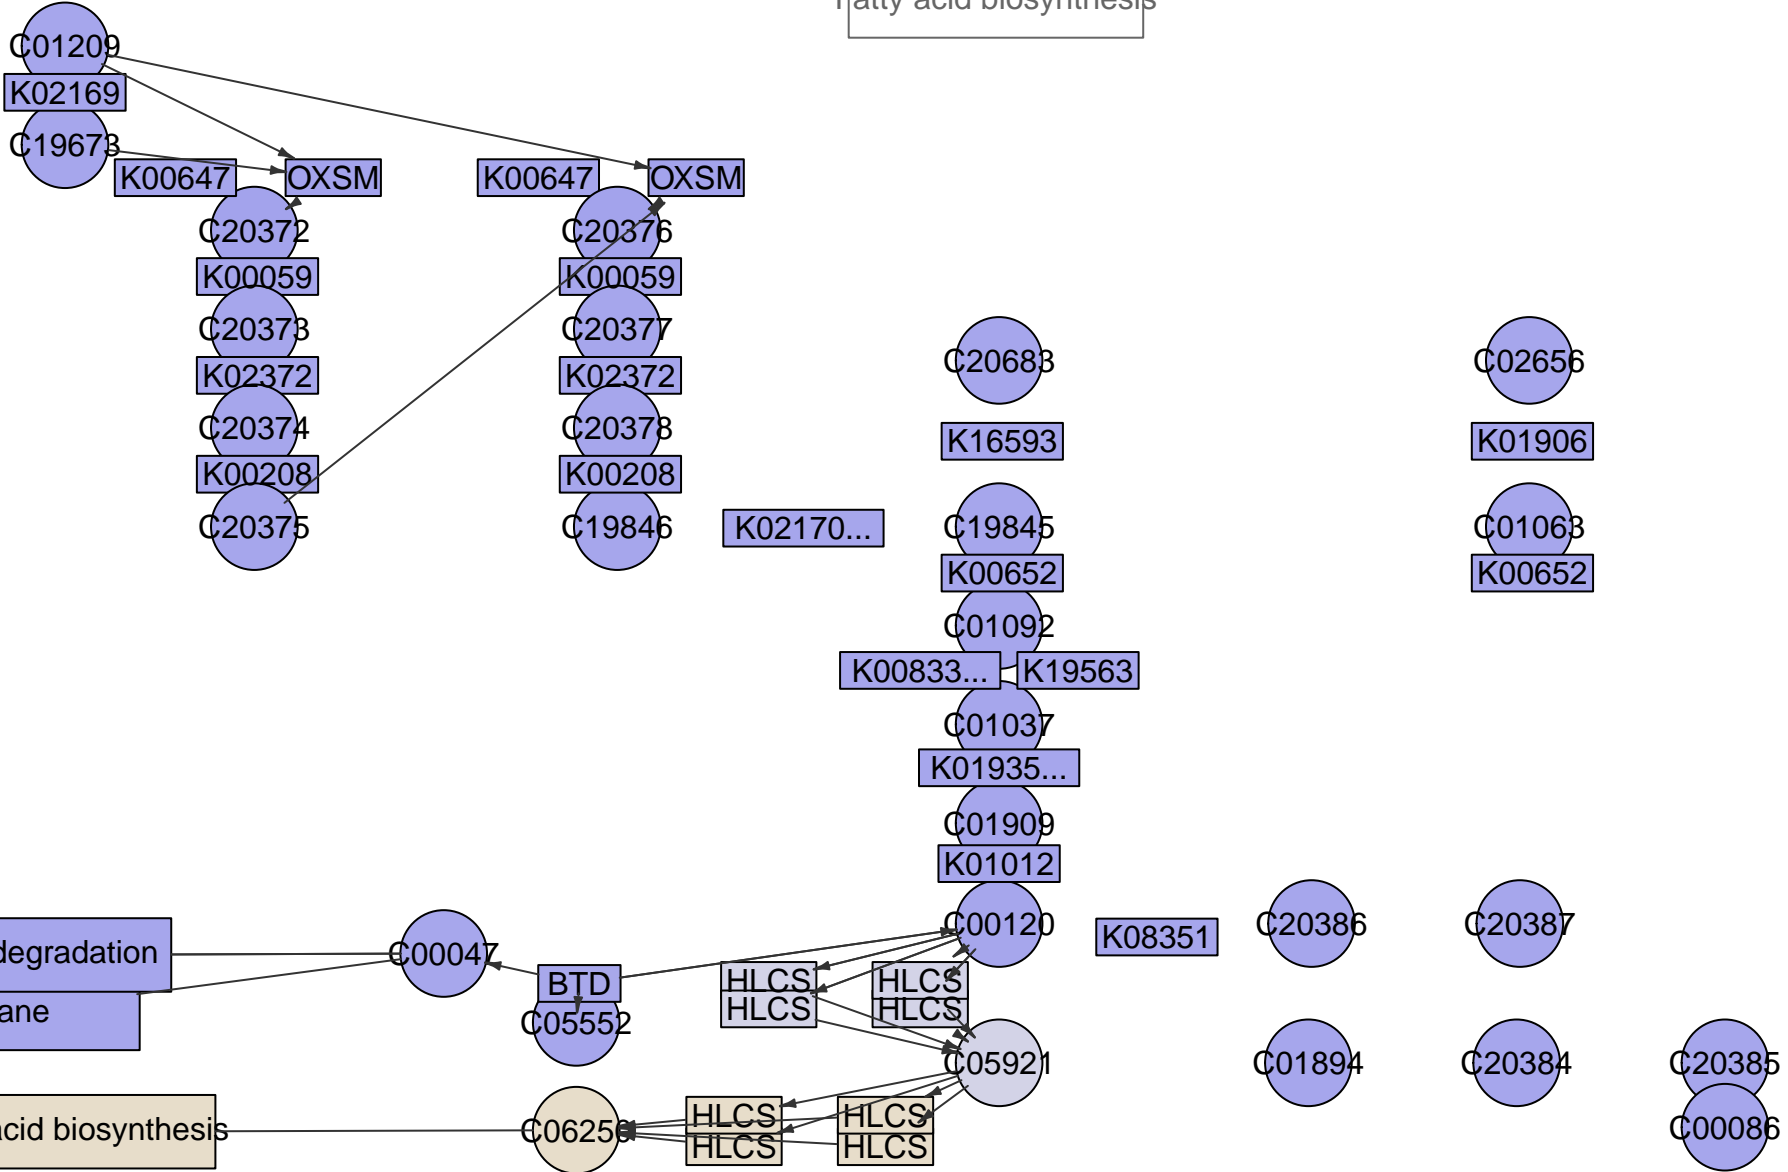 Fatty acid biosynthesis
C01209
K02169
C19673
K00647
OXSM
K00647
OXSM
C20372
C20376
K00059
K00059
C20373
C20377
C20683
C02656
K02372
K02372
C20374
C20378
K16593
K01906
K00208
K00208
C20375
C19846
K02170...
C19845
C01063
K00652
K00652
C01092
K00833...
K19563
C01037
K01935...
C01909
K01012
C00120
K08351
C20386
C20387
degradation
C00047
BTD
HLCS
HLCS
ane
HLCS
HLCS
C05552
C05921
C01894
C20384
C20385
acid biosynthesis
C06250
HLCS
HLCS
HLCS
HLCS
C00086